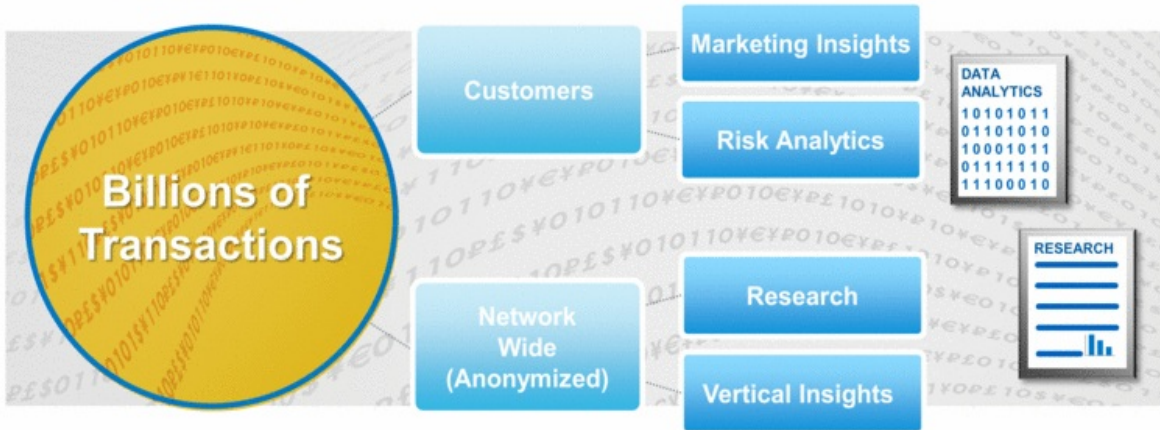 Billions of
Transactions
Customers
Marketing Insights
Risk Analytics
Network
Wide
(Anonymized)
Research
Vertical Insights
DATA
ANALYTICS
10101011
01101010
10001011
01111110
11100010
RESEARCH